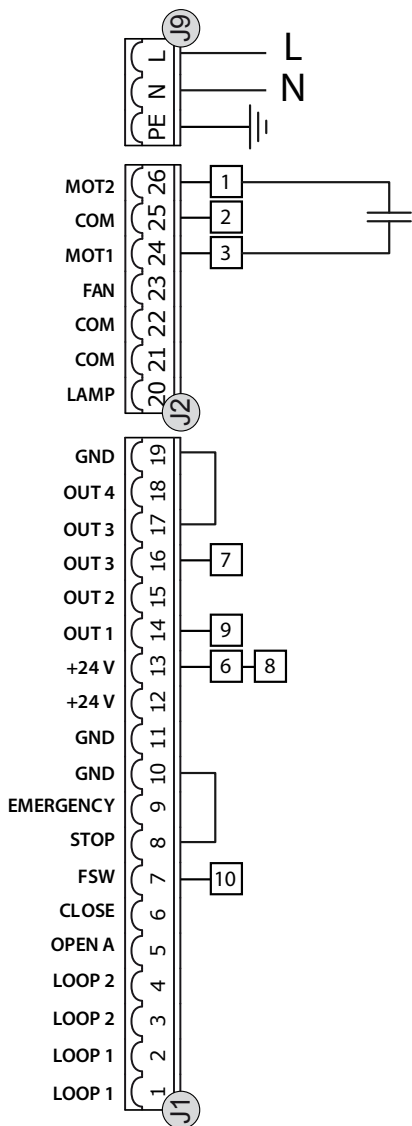 J9
L L
N N
PE
MOT2 26 1
COM 25 2
MOT1 24 3
FAN 23
COM 22
COM 21
LAMP 20
J2
GND 19
OUT 4 18
OUT 3 17
OUT 3 16 7
OUT 2 15
OUT 1 14 9
+24 V 13 6 8
+24 V 12
GND 11
GND 10
EMERGENCY 9
STOP 8
FSW 7 10
CLOSE 6
OPEN A 5
LOOP 2 4
LOOP 2 3
LOOP 1 2
LOOP 1 1
J1